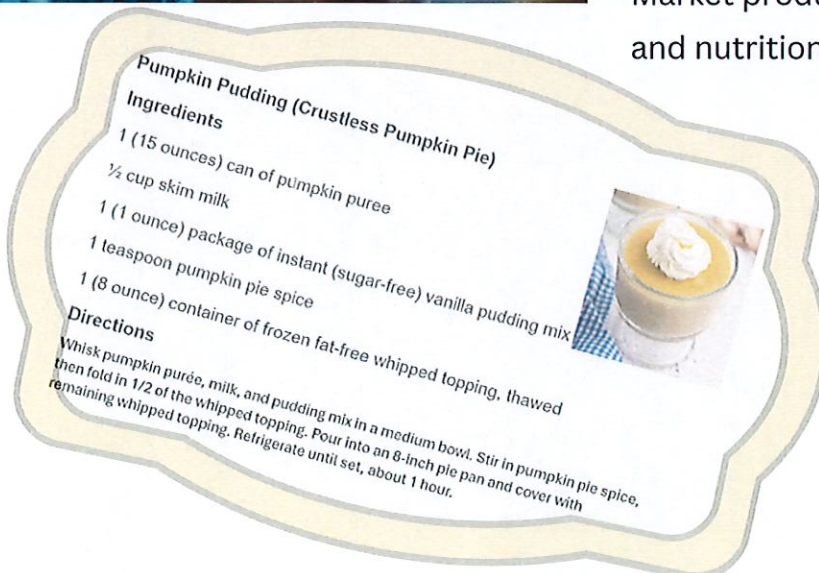 Market produ
and nutrition
Pumpkin Pudding (Crustless Pumpkin Pie)
Ingredients
1 (15 ounces) can of pumpkin puree
½ cup skim milk
1 (1 ounce) package of instant (sugar-free) vanilla pudding mix
1 teaspoon pumpkin pie spice
1 (8 ounce) container of frozen fat-free whipped topping, thawed
Directions
Whisk pumpkin purée, milk, and pudding mix in a medium bowl. Stir in pumpkin pie spice,
then fold in 1/2 of the whipped topping. Pour into an 8-inch pie pan and cover with
remaining whipped topping. Refrigerate until set, about 1 hour.